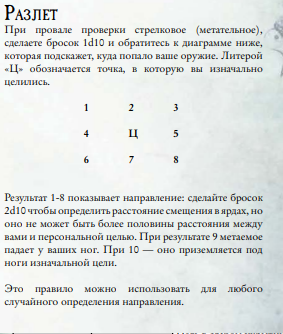 Разлет
При провале проверки стрелковое (метательное),
сделаете бросок 1d10 и обратитесь к диаграмме ниже,
которая подскажет, куда попало ваше оружие. Литерой
«Ц» обозначается точка, в которую вы изначально
целились.
1 2 3
4 Ц 5
6 7 8
Результат 1-8 показывает направление: сделайте бросок
2d10 чтобы определить расстояние смещения в ярдах, но
оно не может быть более половины расстояния между
вами и персональной целью. При результате 9 метаемое
падает у ваших ног. При 10 — оно приземляется под
ноги изначальной цели.
Это правило можно использовать для любого
случайного определения направления.